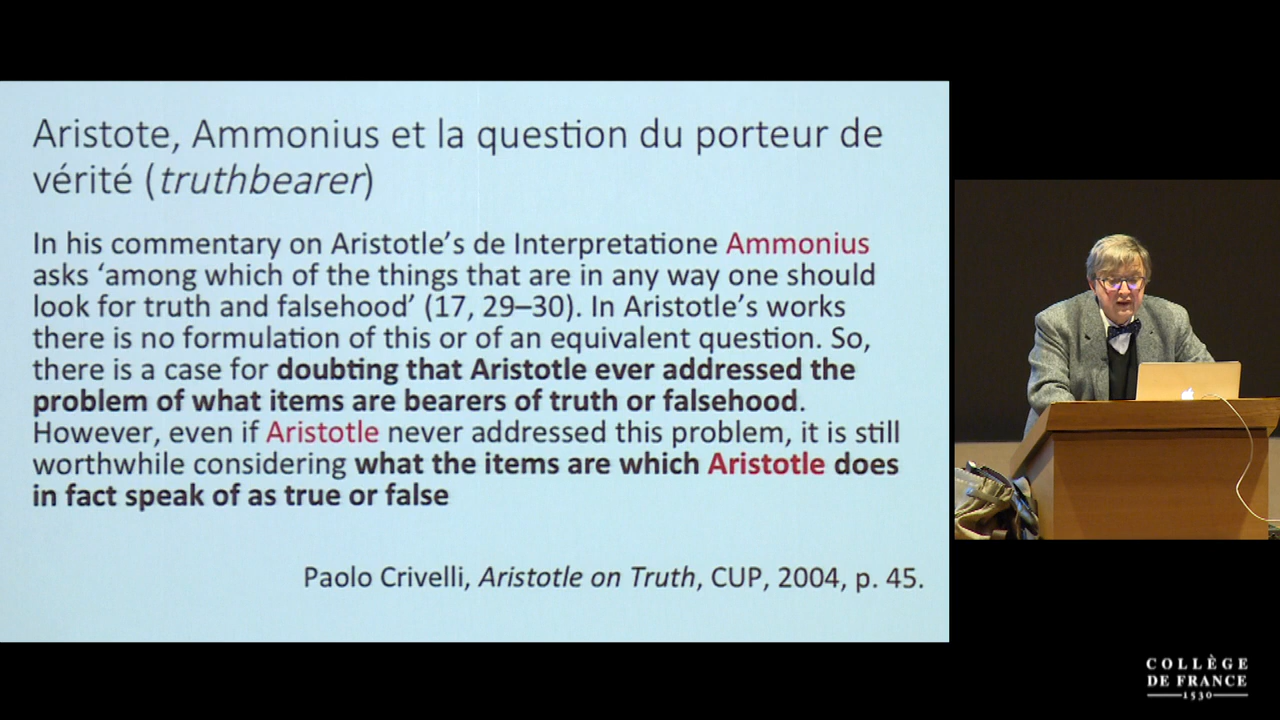 Aristote, Ammonius et la question du porteur de
vérité (truthbearer)
In his commentary on Aristotle’s de Interpretatione Ammonius
asks ‘among which of the things that are in any way one should
look for truth and falsehood’ (17, 29–30). In Aristotle’s works
there is no formulation of this or of an equivalent question. So,
there is a case for doubting that Aristotle ever addressed the
problem of what items are bearers of truth or falsehood.
However, even if Aristotle never addressed this problem, it is still
worthwhile considering what the items are which Aristotle does
in fact speak of as true or false
Paolo Crivelli, Aristotle on Truth, CUP, 2004, p. 45.
COLLÈGE
DE FRANCE
1530